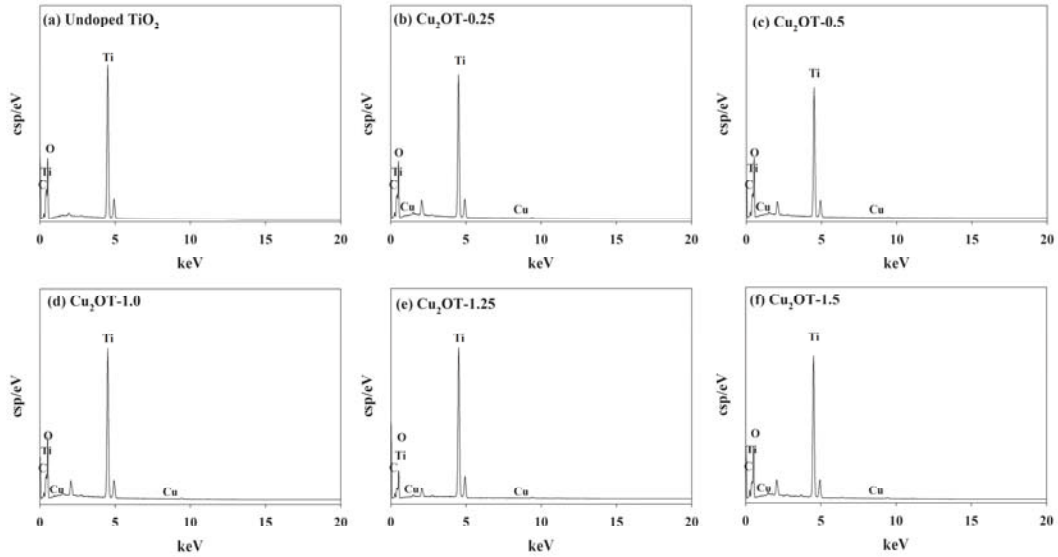 (a) Undoped TiO₂
csp/eV
Ti
O
Ti
C
0 5 10 15 20
keV
(b) Cu₂OT-0.25
csp/eV
Ti
O
Ti
C
Cu
Cu
0 5 10 15 20
keV
(c) Cu₂OT-0.5
csp/eV
Ti
O
Ti
C
Cu
Cu
0 5 10 15 20
keV
(d) Cu₂OT-1.0
csp/eV
Ti
O
Ti
C
Cu
Cu
0 5 10 15 20
keV
(e) Cu₂OT-1.25
csp/eV
Ti
O
Ti
C
Cu
Cu
0 5 10 15 20
keV
(f) Cu₂OT-1.5
csp/eV
Ti
O
Ti
C
Cu
Cu
0 5 10 15 20
keV